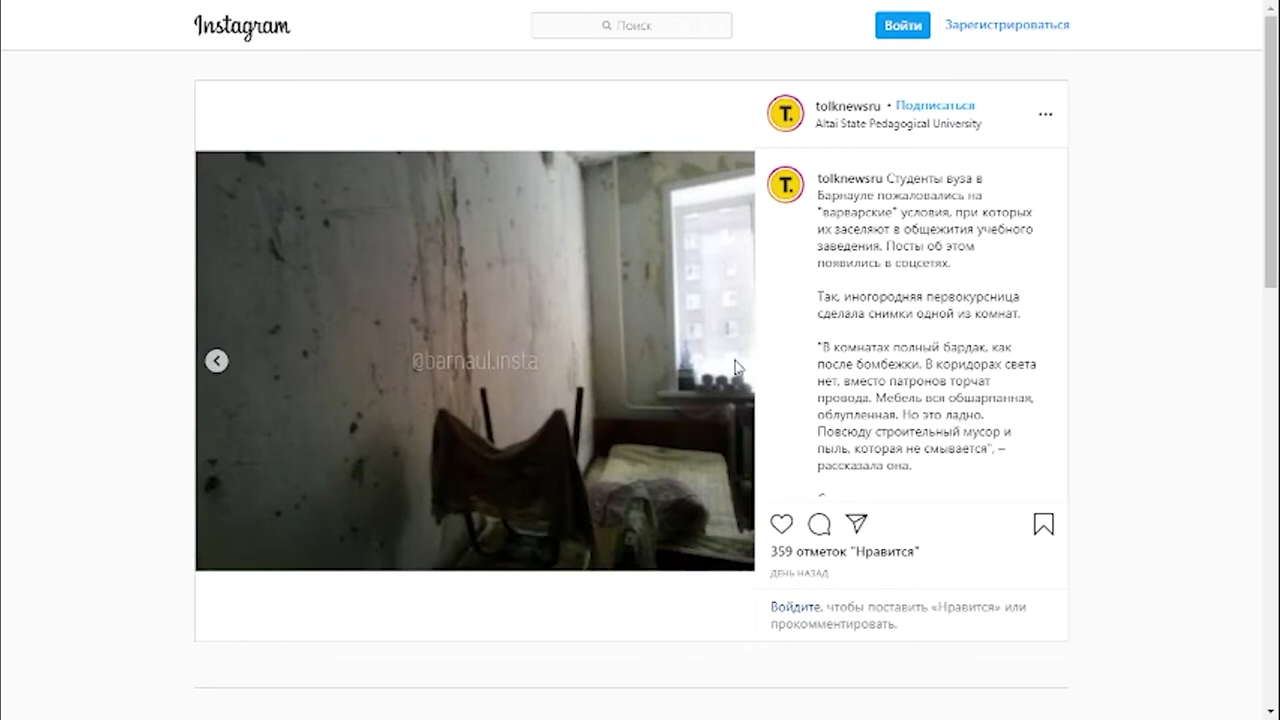 Instagram
Поиск
Войти
Зарегистрироваться
T.
tolknewsru • Подписаться
Altai State Pedagogical University
T.
tolknewsru Студенты вуза в
Барнауле пожаловались на
"варварские" условия, при которых
их заселяют в общежития учебного
заведения. Посты об этом
появились в соцсетях.
Так, иногородняя первокурсница
сделала снимки одной из комнат.
"В комнатах полный бардак, как
после бомбежки. В коридорах света
нет, вместо патронов торчат
провода. Мебель вся обшарпанная,
облупленная. Но это ладно.
Повсюду строительный мусор и
пыль, которая не смывается", –
рассказала она.
@barnaul.insta
359 отметок "Нравится"
ДЕНЬ НАЗАД
Войдите, чтобы поставить «Нравится» или
прокомментировать.